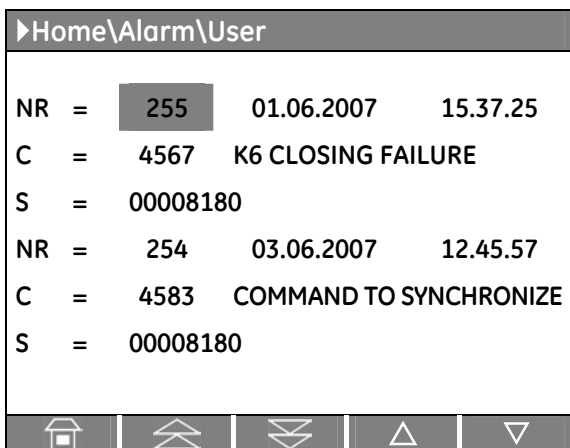 Home\Alarm\User
NR = 255 01.06.2007 15.37.25
C = 4567 K6 CLOSING FAILURE
S = 00008180
NR = 254 03.06.2007 12.45.57
C = 4583 COMMAND TO SYNCHRONIZE
S = 00008180